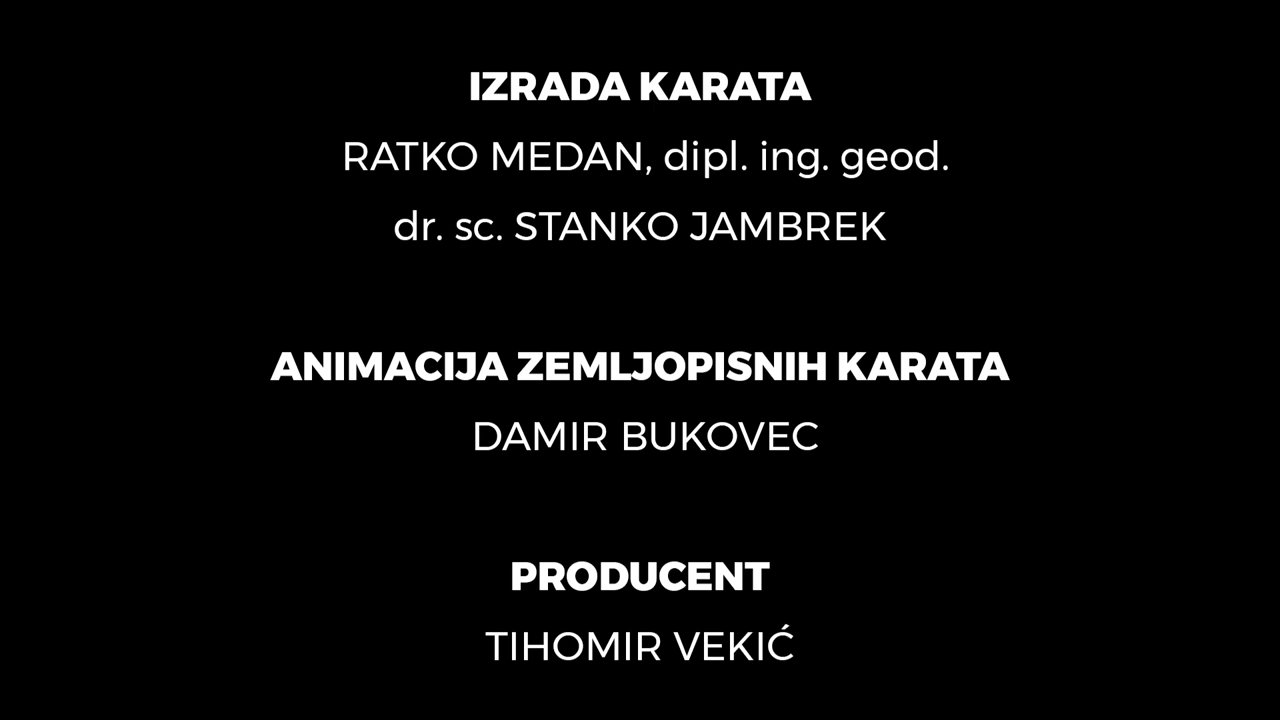 IZRADA KARATA
RATKO MEDAN, dipl. ing. geod.
dr. sc. STANKO JAMBREK
ANIMACIJA ZEMLJOPISNIH KARATA
DAMIR BUKOVEC
PRODUCENT
TIHOMIR VEKIĆ